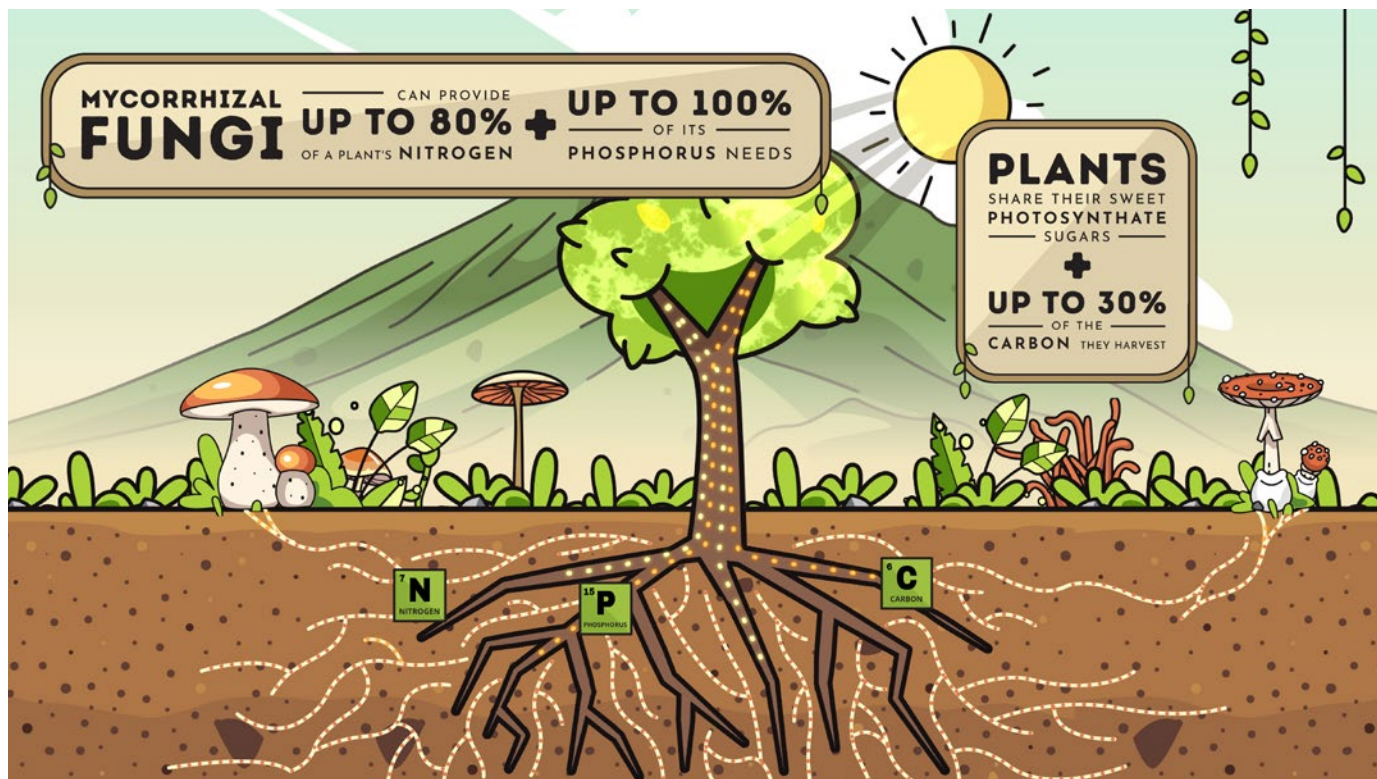 MYCORRHIZAL
FUNGI
CAN PROVIDE
UP TO 80%
OF A PLANT'S NITROGEN
+
UP TO 100%
OF ITS
PHOSPHORUS NEEDS
PLANTS
SHARE THEIR SWEET
PHOTOSYNTHATE
SUGARS
+
UP TO 30%
OF THE
CARBON THEY HARVEST
7
N
NITROGEN
15
P
PHOSPHORUS
6
C
CARBON